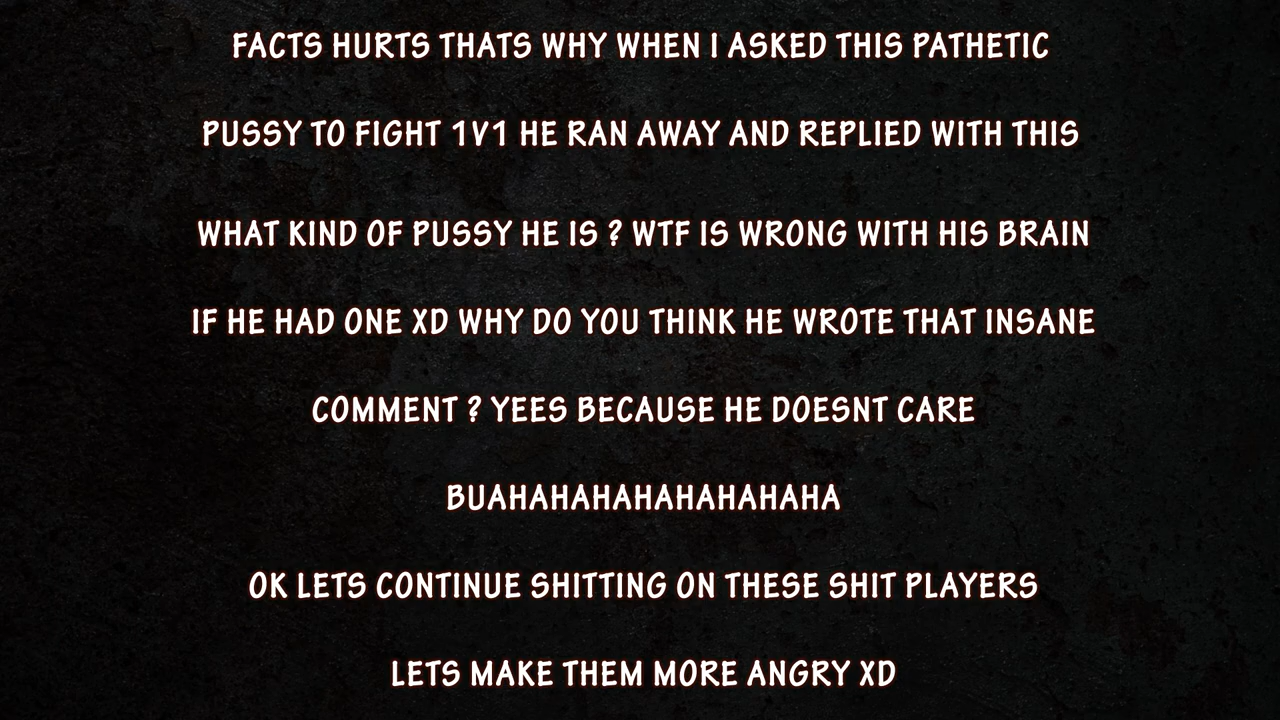 FACTS HURTS THATS WHY WHEN I ASKED THIS PATHETIC
PUSSY TO FIGHT 1V1 HE RAN AWAY AND REPLIED WITH THIS
WHAT KIND OF PUSSY HE IS ? WTF IS WRONG WITH HIS BRAIN
IF HE HAD ONE XD WHY DO YOU THINK HE WROTE THAT INSANE
COMMENT ? YEES BECAUSE HE DOESNT CARE
BUAHAHAHAHAHAHAHAHA
OK LETS CONTINUE SHITTING ON THESE SHIT PLAYERS
LETS MAKE THEM MORE ANGRY XD